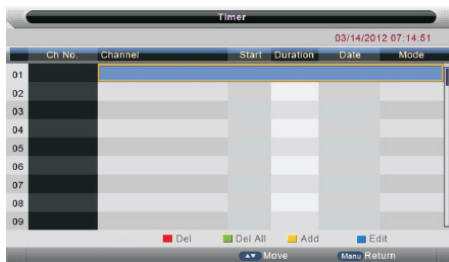 Timer
03/14/2012 07:14:51
Ch No. Channel Start Duration Date Mode
01
02
03
04
05
06
07
08
09
Del Del All Add Edit
Move Menu Return